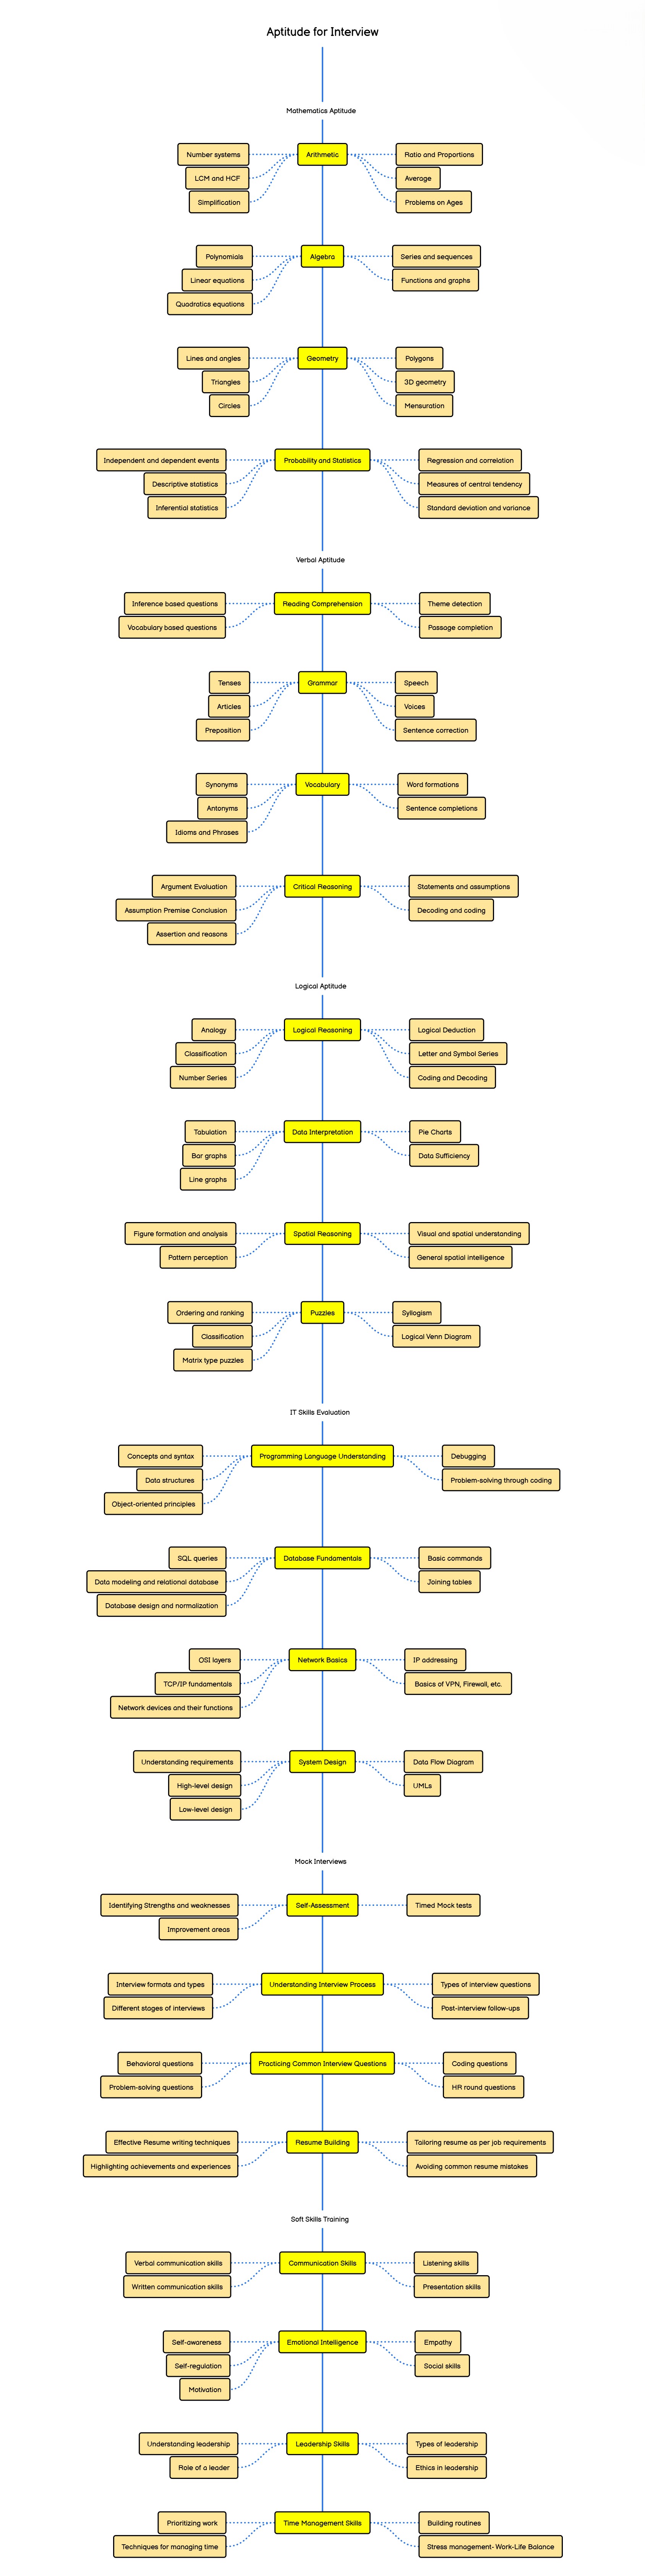 Aptitude for Interview
Mathematics Aptitude
Number systems
LCM and HCF
Simplification
Arithmetic
Ratio and Proportions
Average
Problems on Ages
Polynomials
Linear equations
Quadratics equations
Algebra
Series and sequences
Functions and graphs
Lines and angles
Triangles
Circles
Geometry
Polygons
3D geometry
Mensuration
Independent and dependent events
Descriptive statistics
Inferential statistics
Probability and Statistics
Regression and correlation
Measures of central tendency
Standard deviation and variance
Verbal Aptitude
Inference based questions
Vocabulary based questions
Reading Comprehension
Theme detection
Passage completion
Tenses
Articles
Preposition
Grammar
Speech
Voices
Sentence correction
Synonyms
Antonyms
Idioms and Phrases
Vocabulary
Word formations
Sentence completions
Argument Evaluation
Assumption Premise Conclusion
Assertion and reasons
Critical Reasoning
Statements and assumptions
Decoding and coding
Logical Aptitude
Analogy
Classification
Number Series
Logical Reasoning
Logical Deduction
Letter and Symbol Series
Coding and Decoding
Tabulation
Bar graphs
Line graphs
Data Interpretation
Pie Charts
Data Sufficiency
Figure formation and analysis
Pattern perception
Spatial Reasoning
Visual and spatial understanding
General spatial intelligence
Ordering and ranking
Classification
Matrix type puzzles
Puzzles
Syllogism
Logical Venn Diagram
IT Skills Evaluation
Concepts and syntax
Data structures
Object-oriented principles
Programming Language Understanding
Debugging
Problem-solving through coding
SQL queries
Data modeling and relational database
Database design and normalization
Database Fundamentals
Basic commands
Joining tables
OSI layers
TCP/IP fundamentals
Network devices and their functions
Network Basics
IP addressing
Basics of VPN, Firewall, etc.
Understanding requirements
High-level design
Low-level design
System Design
Data Flow Diagram
UMLs
Mock Interviews
Identifying Strengths and weaknesses
Improvement areas
Self-Assessment
Timed Mock tests
Interview formats and types
Different stages of interviews
Understanding Interview Process
Types of interview questions
Post-interview follow-ups
Behavioral questions
Problem-solving questions
Practicing Common Interview Questions
Coding questions
HR round questions
Effective Resume writing techniques
Highlighting achievements and experiences
Resume Building
Tailoring resume as per job requirements
Avoiding common resume mistakes
Soft Skills Training
Verbal communication skills
Written communication skills
Communication Skills
Listening skills
Presentation skills
Self-awareness
Self-regulation
Motivation
Emotional Intelligence
Empathy
Social skills
Understanding leadership
Role of a leader
Leadership Skills
Types of leadership
Ethics in leadership
Prioritizing work
Techniques for managing time
Time Management Skills
Building routines
Stress management- Work-Life Balance